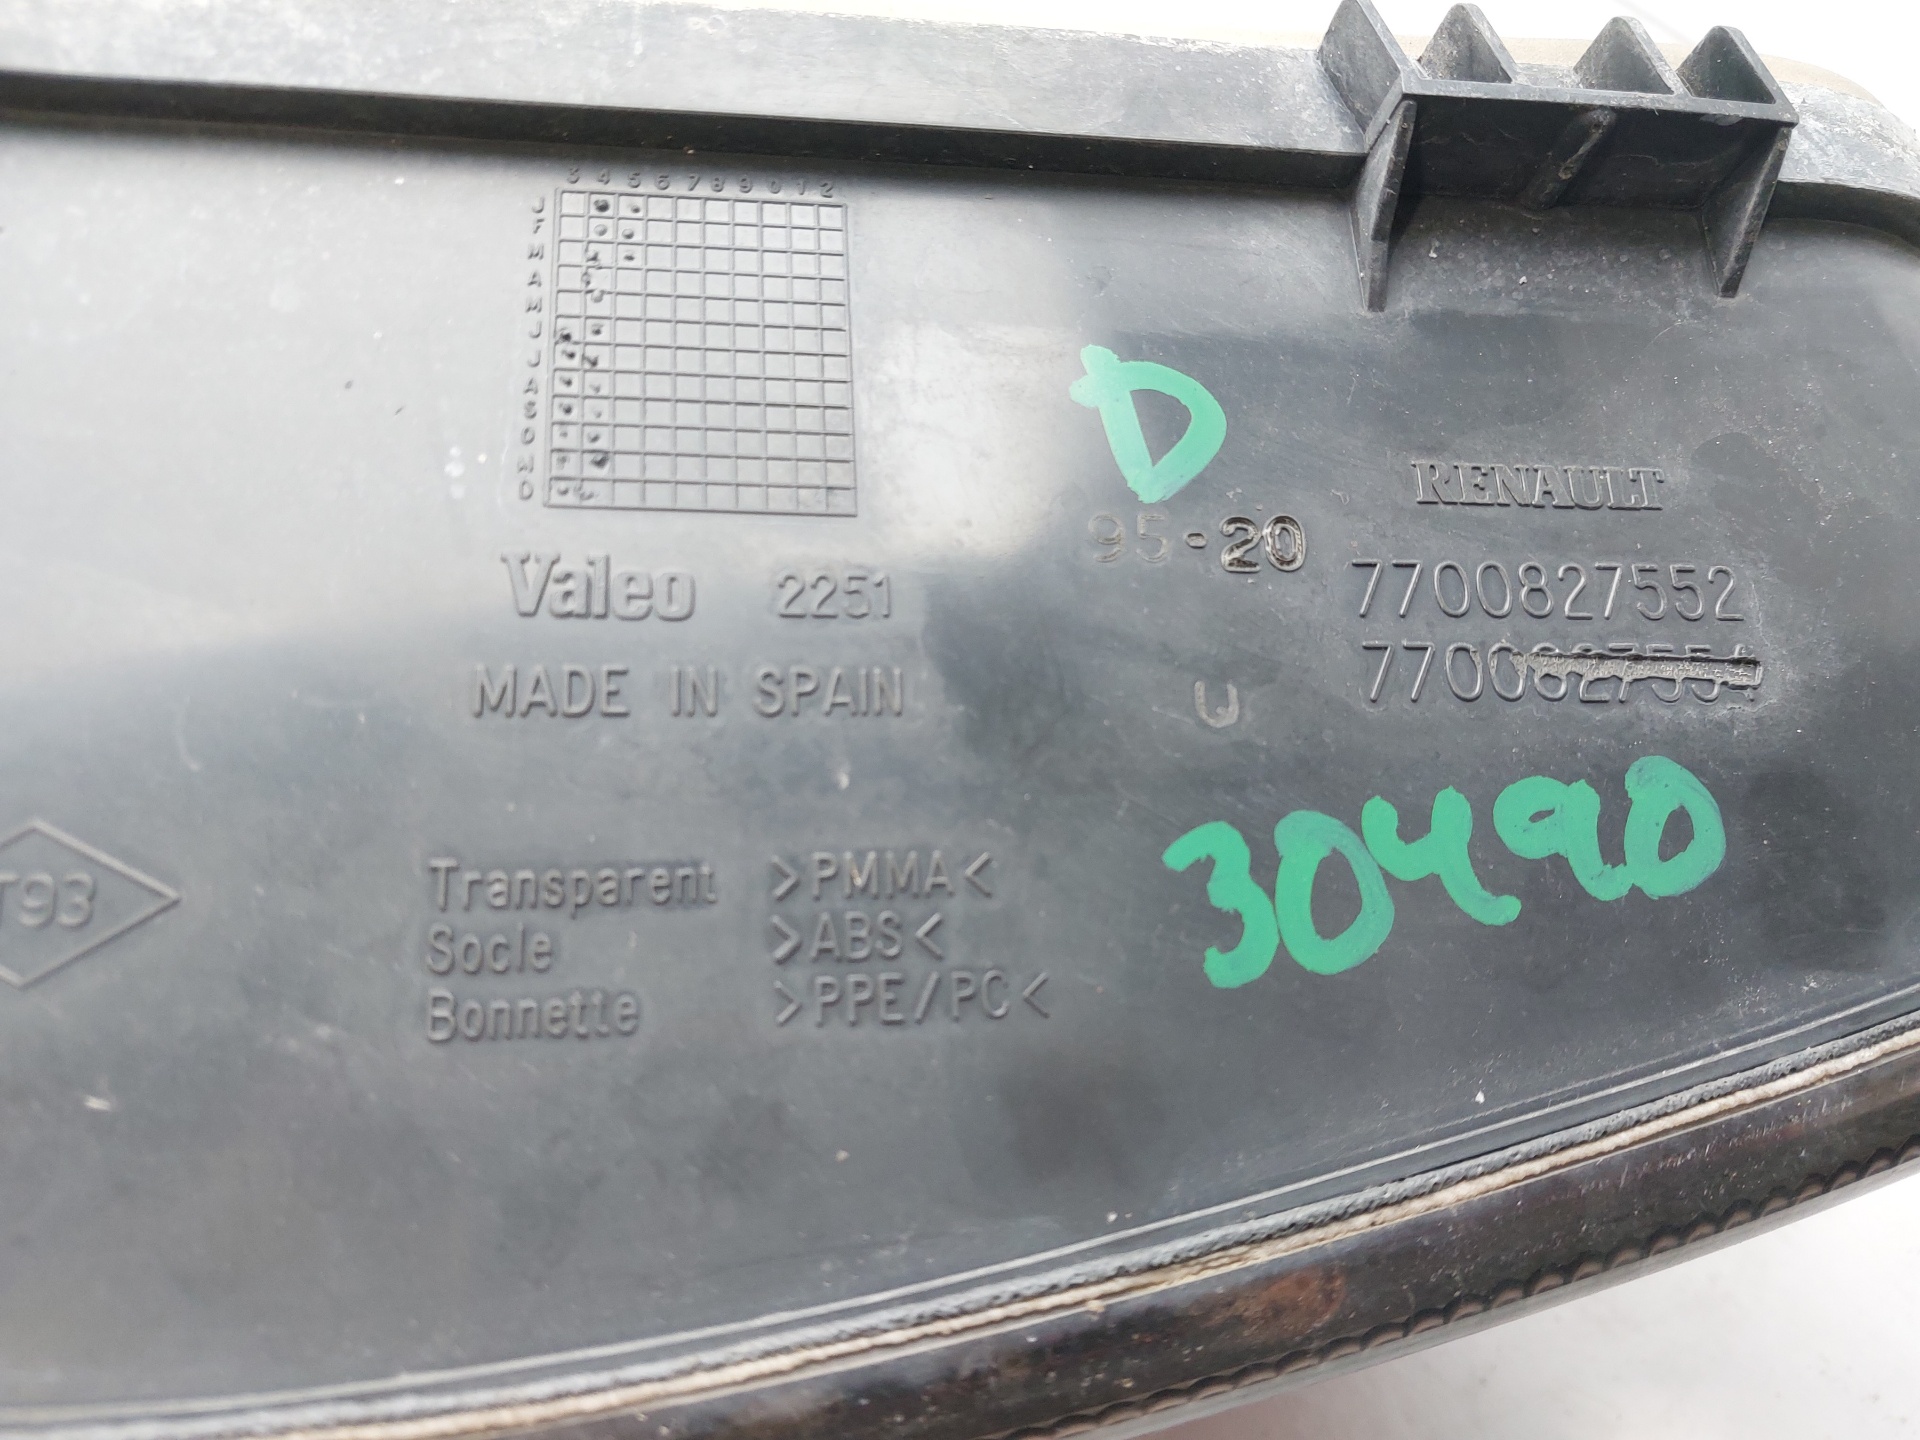 3 4 5 6 7 8 9 0 1 2
J
F
M
A
M
J
J
A
S
O
N
D
D
RENAULT
95-20
Valeo 2251
7700827552
MADE IN SPAIN
U
7700827554
30490
T93
Transparent >PMMA<
Socle >ABS<
Bonnette >PPE/PC<